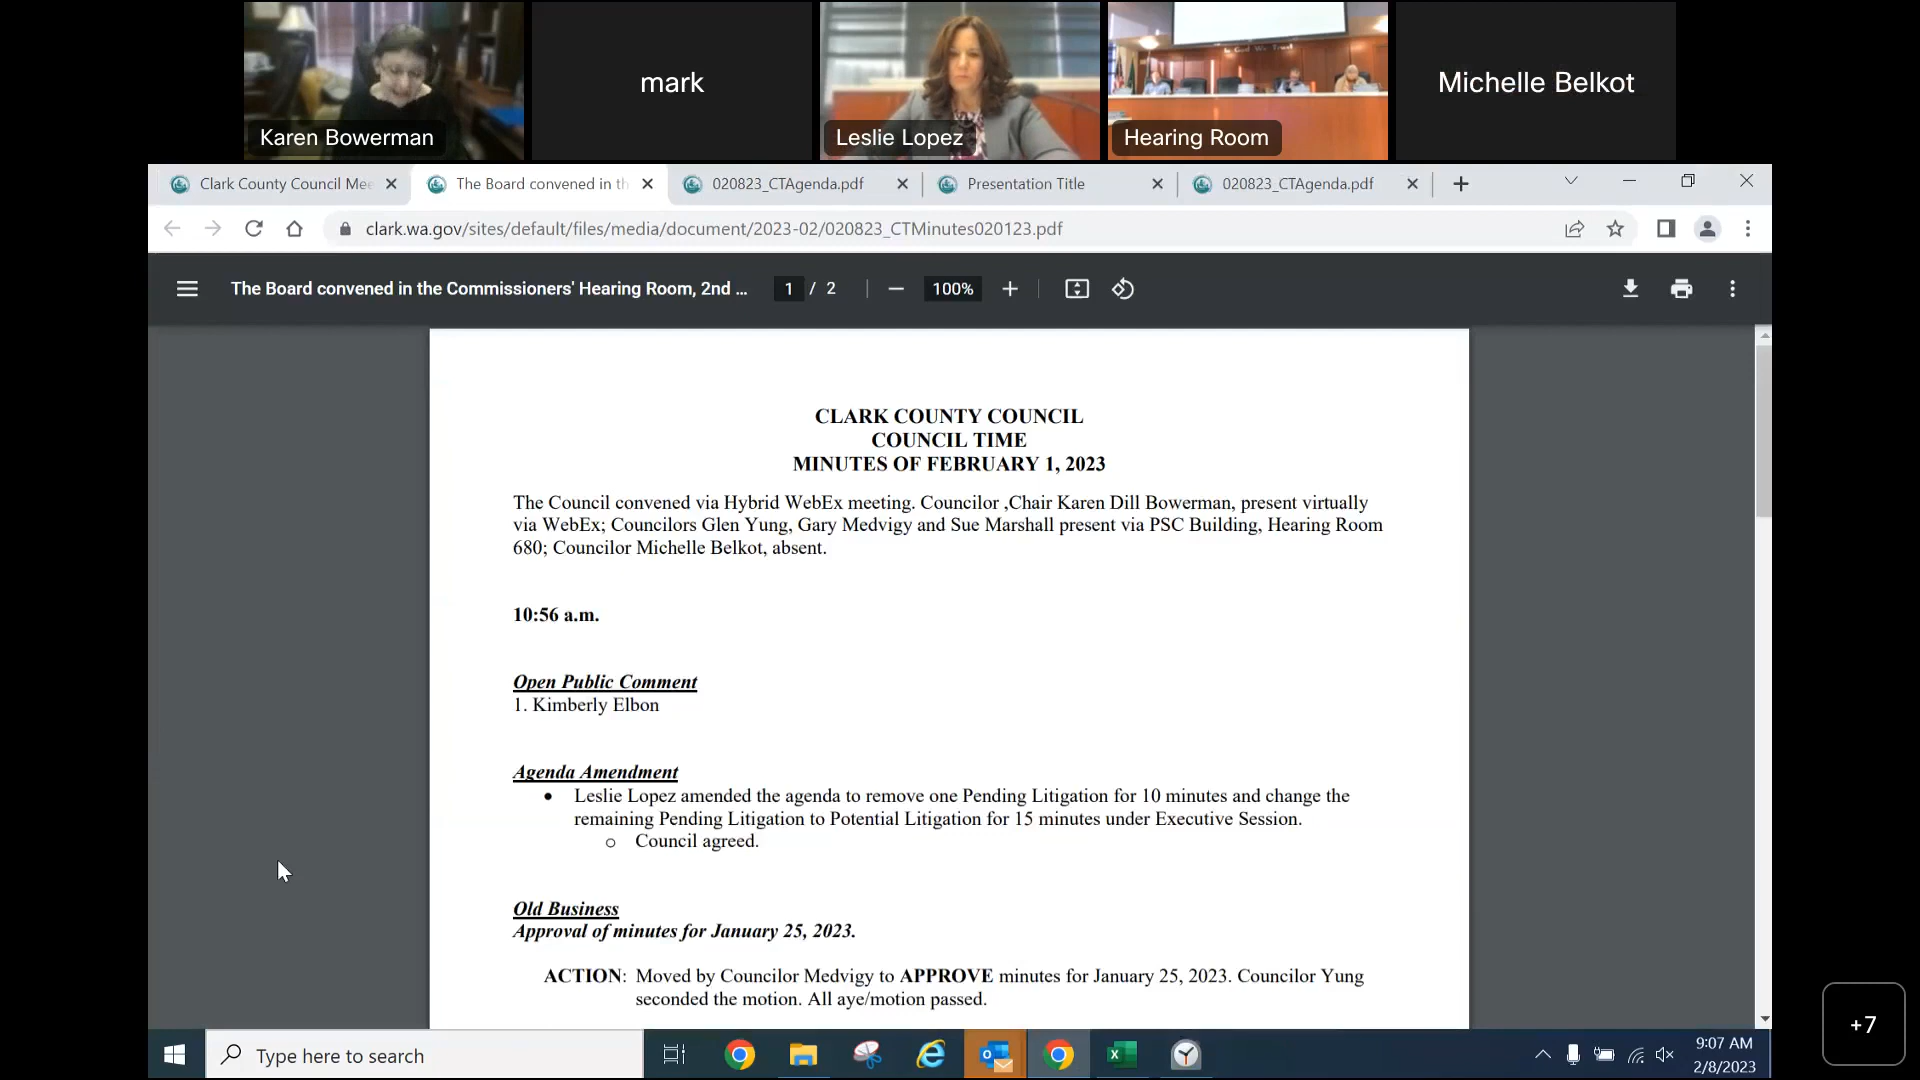 Karen Bowerman
mark
Leslie Lopez
In God We Trust
Hearing Room
Michelle Belkot
Clark County Council Mee
The Board convened in th
020823_CTAgenda.pdf
Presentation Title
020823_CTAgenda.pdf
clark.wa.gov/sites/default/files/media/document/2023-02/020823_CTMinutes020123.pdf
The Board convened in the Commissioners' Hearing Room, 2nd ...
1 / 2
100%
CLARK COUNTY COUNCIL
COUNCIL TIME
MINUTES OF FEBRUARY 1, 2023
The Council convened via Hybrid WebEx meeting. Councilor ,Chair Karen Dill Bowerman, present virtually
via WebEx; Councilors Glen Yung, Gary Medvigy and Sue Marshall present via PSC Building, Hearing Room
680; Councilor Michelle Belkot, absent.
10:56 a.m.
Open Public Comment
1. Kimberly Elbon
Agenda Amendment
• Leslie Lopez amended the agenda to remove one Pending Litigation for 10 minutes and change the
remaining Pending Litigation to Potential Litigation for 15 minutes under Executive Session.
o Council agreed.
Old Business
Approval of minutes for January 25, 2023.
ACTION: Moved by Councilor Medvigy to APPROVE minutes for January 25, 2023. Councilor Yung
seconded the motion. All aye/motion passed.
+7
Type here to search
9:07 AM
2/8/2023